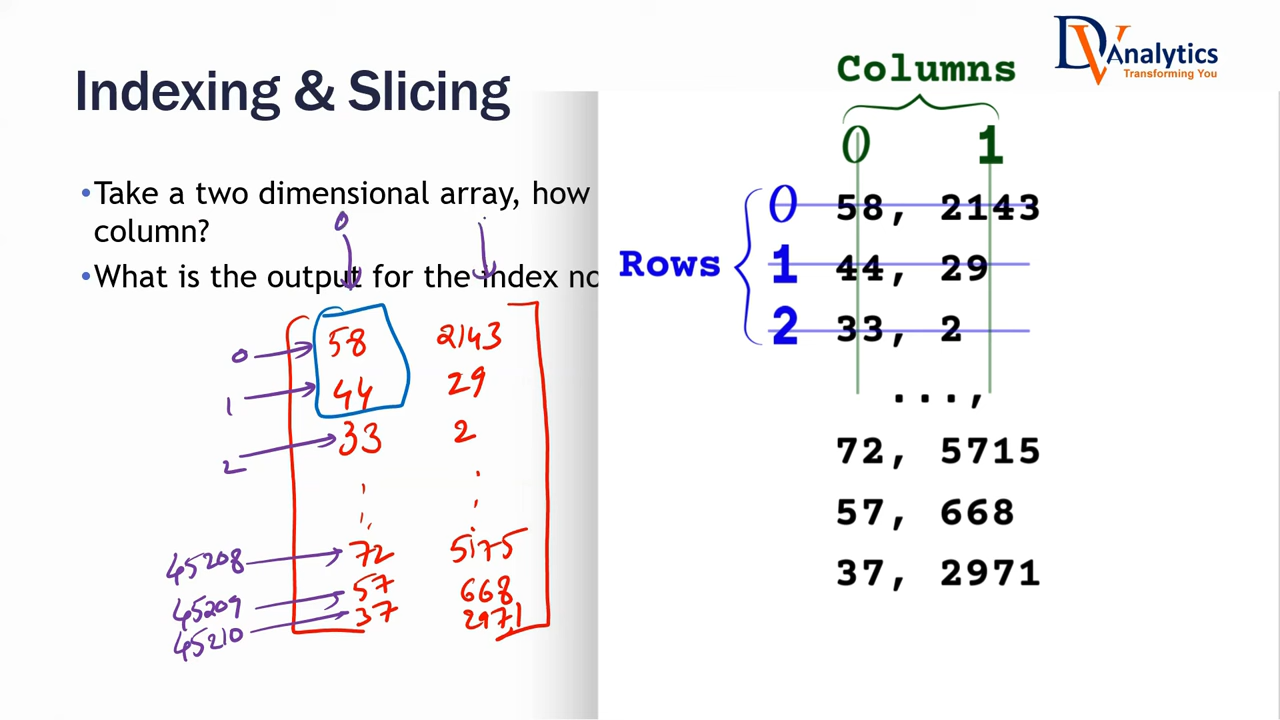 DV Analytics
Transforming You
Indexing & Slicing
•Take a two dimensional array, how
column?
•What is the output for the index no
0
0 58 2143
1 44 29
2 33 2
45208 72 5175
45209 57 668
45210 37 2971
Columns
0 1
Rows
0 58, 2143
1 44, 29
2 33, 2
...,
72, 5715
57, 668
37, 2971